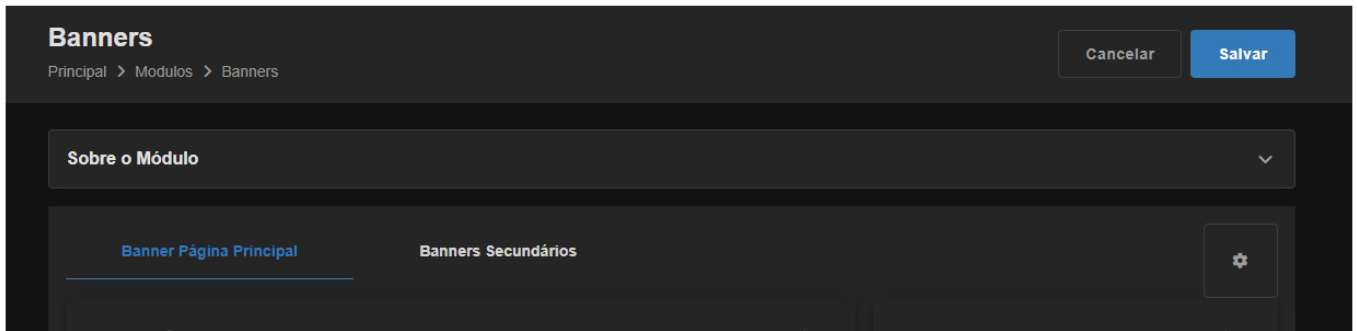 Banners
Principal > Modulos > Banners
Cancelar
Salvar
Sobre o Módulo
Banner Página Principal
Banners Secundários